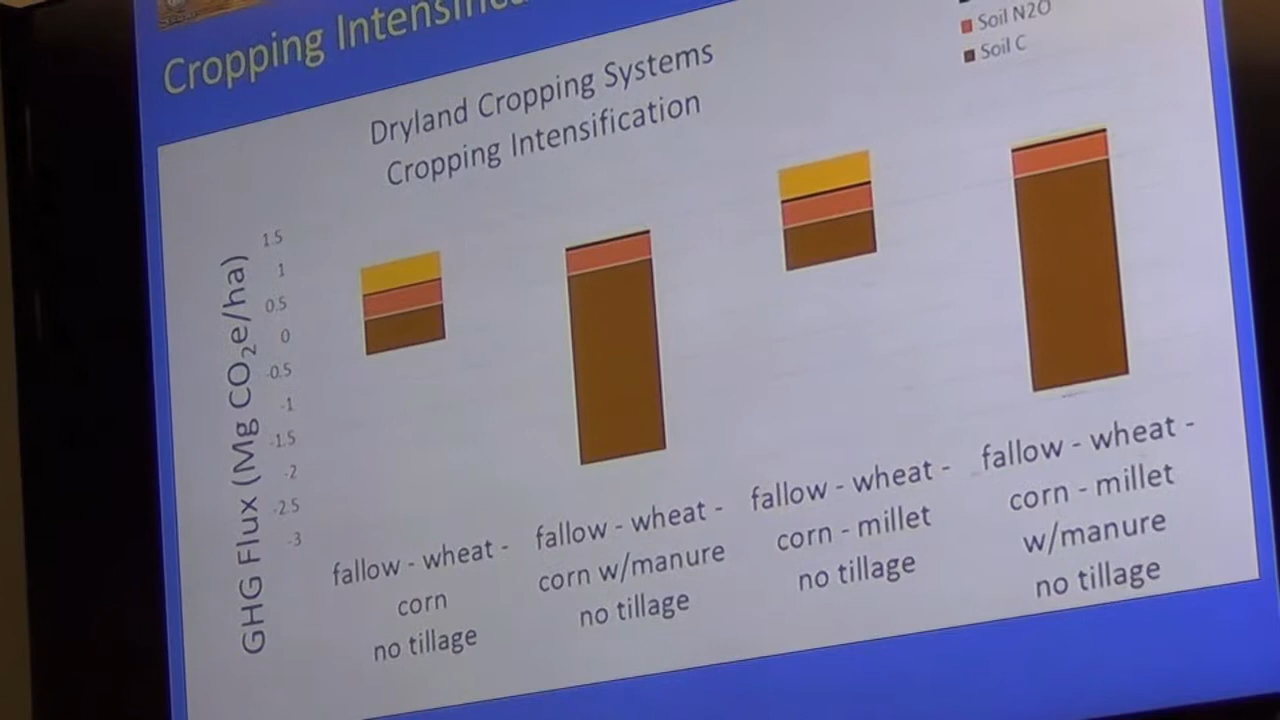 Cropping
Dryland Cropping Systems
Cropping Intensification
Soil N2O
Soil C
GHG Flux (Mg CO₂e/ha)
1.5
1
0.5
0
-0.5
-1
-1.5
-2
-2.5
-3
fallow - wheat -
corn
no tillage
fallow - wheat -
corn w/manure
no tillage
fallow - wheat -
corn - millet
no tillage
fallow - wheat -
corn - millet
w/manure
no tillage